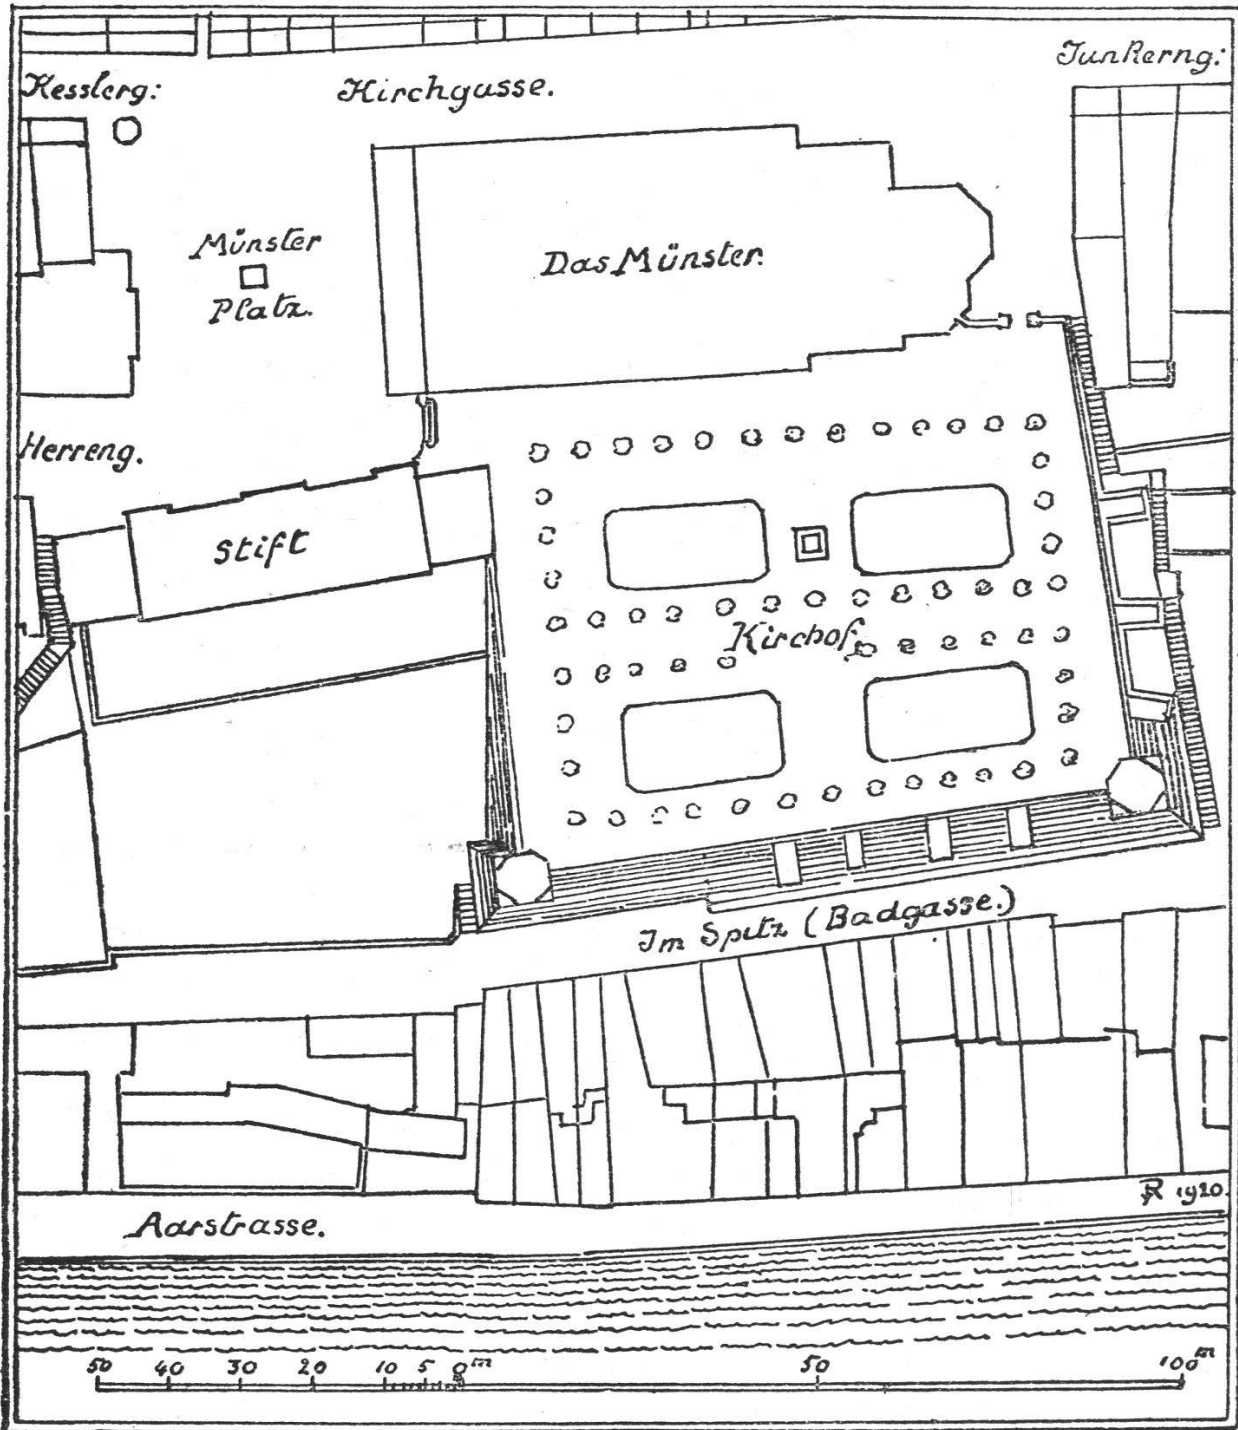 Kesslerg:
Kirchgasse.
Junkerng:
Münster
Platz.
Das Münster.
Herreng.
Stift
Kirchof.
Im Spitz (Badgasse.)
Aarstrasse.
R 1920.
50 40 30 20 10 5 0m 50 100m